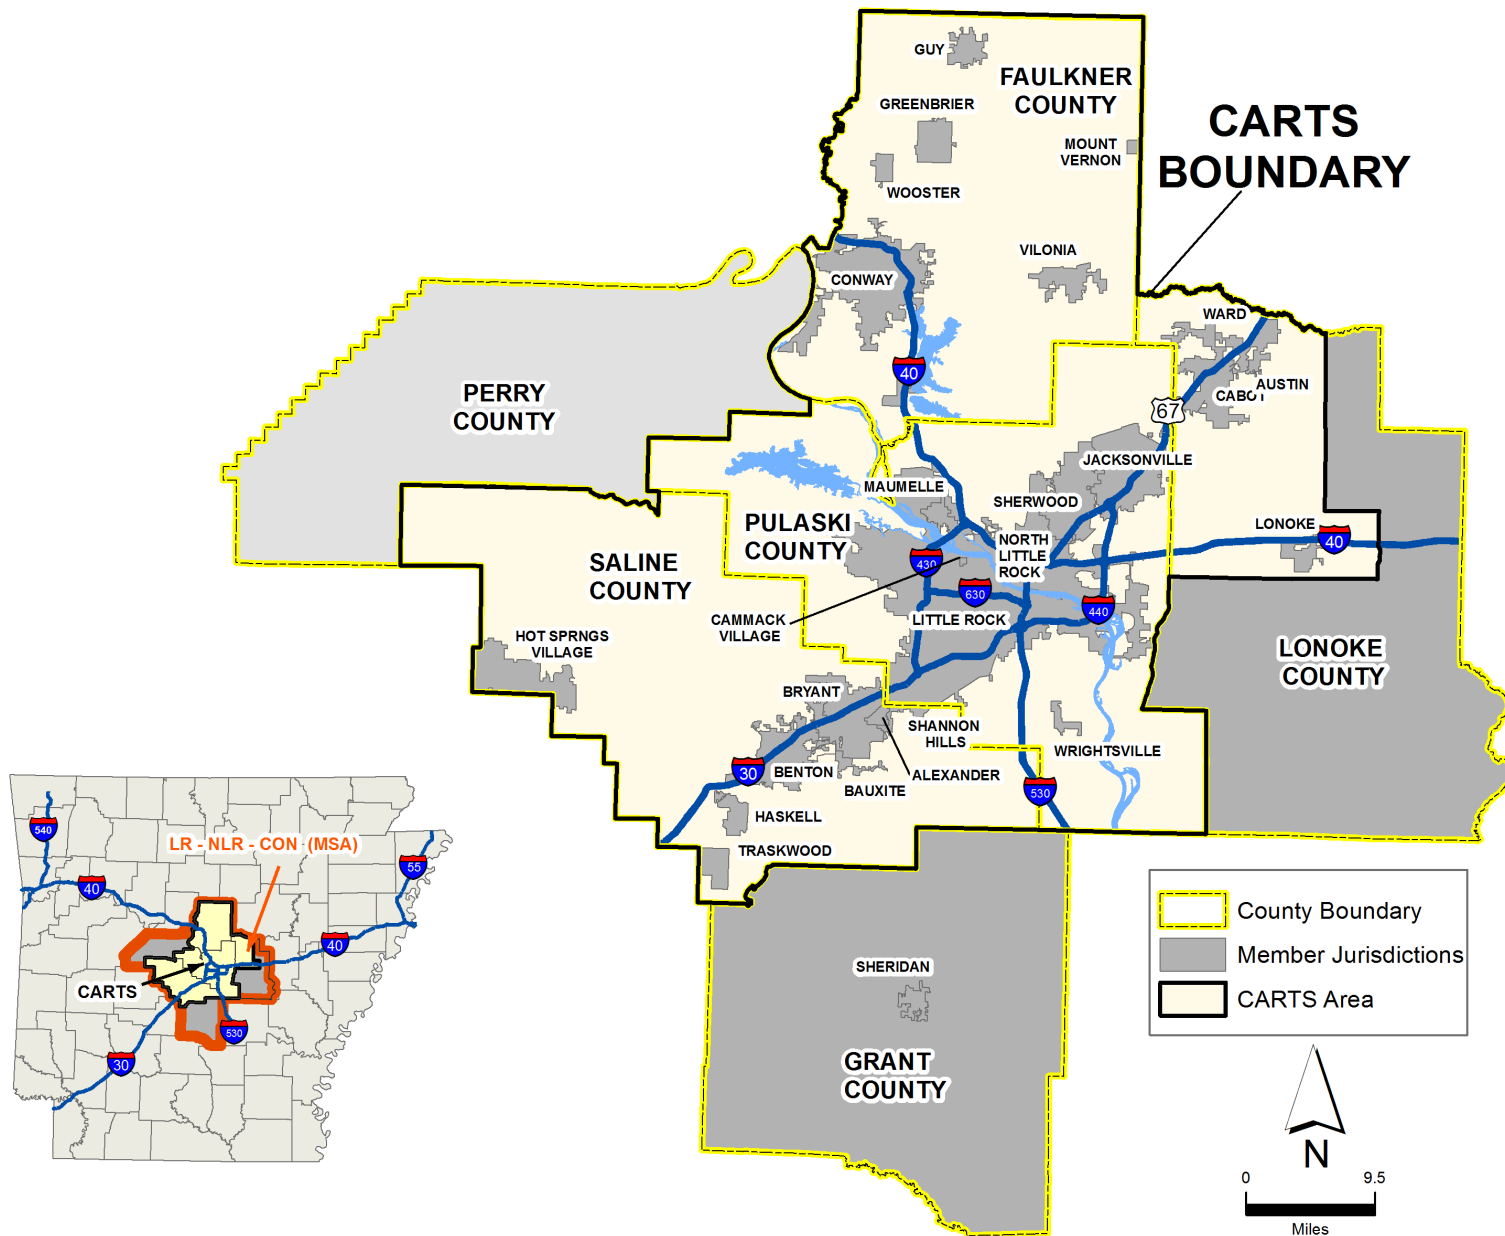 GUY
FAULKNER
COUNTY
GREENBRIER
MOUNT
VERNON
WOOSTER
CARTS
BOUNDARY
VILONIA
CONWAY
WARD
40
PERRY
COUNTY
AUSTIN
CABOT
67
JACKSONVILLE
MAUMELLE
SHERWOOD
PULASKI
COUNTY
LONOKE
40
NORTH
LITTLE
ROCK
430
SALINE
COUNTY
630
440
CAMMACK
VILLAGE
LITTLE ROCK
HOT SPRNGS
VILLAGE
LONOKE
COUNTY
BRYANT
SHANNON
HILLS
WRIGHTSVILLE
30
BENTON
ALEXANDER
BAUXITE
530
HASKELL
TRASKWOOD
540
LR - NLR - CON (MSA)
55
40
40
CARTS
530
30
SHERIDAN
GRANT
COUNTY
County Boundary
Member Jurisdictions
CARTS Area
N
0 9.5
Miles